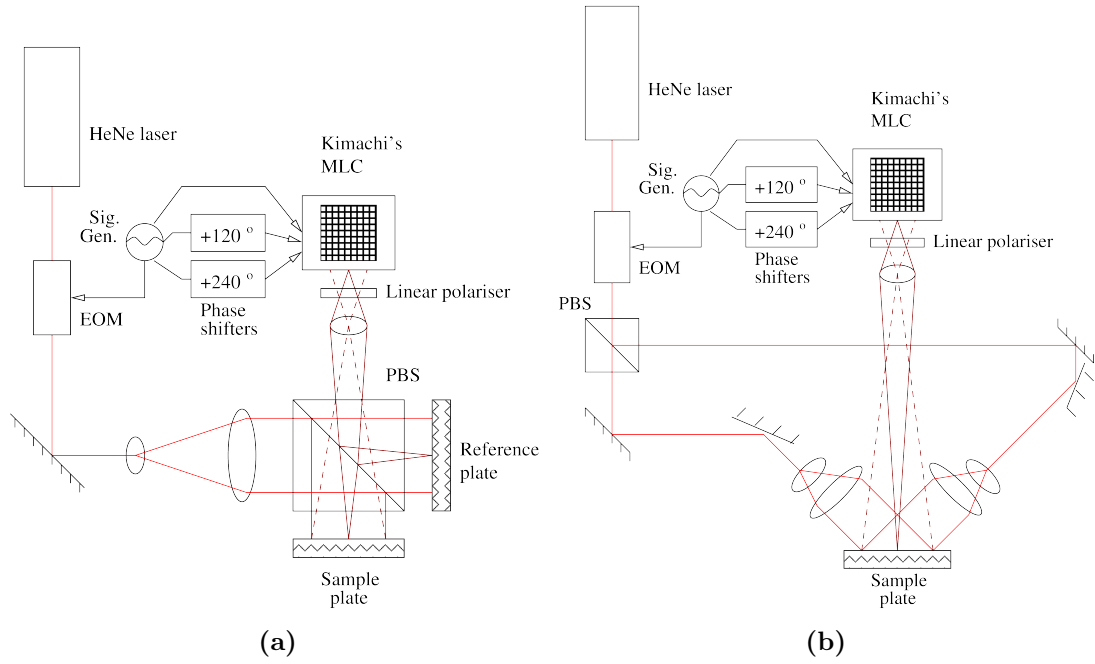 HeNe laser
Kimachi's
MLC
Sig.
Gen.
+120 °
+240 °
Phase
shifters
EOM
Linear polariser
PBS
Reference
plate
Sample
plate
(a)
HeNe laser
Kimachi's
MLC
Sig.
Gen.
+120 °
+240 °
Phase
shifters
EOM
Linear polariser
PBS
Sample
plate
(b)